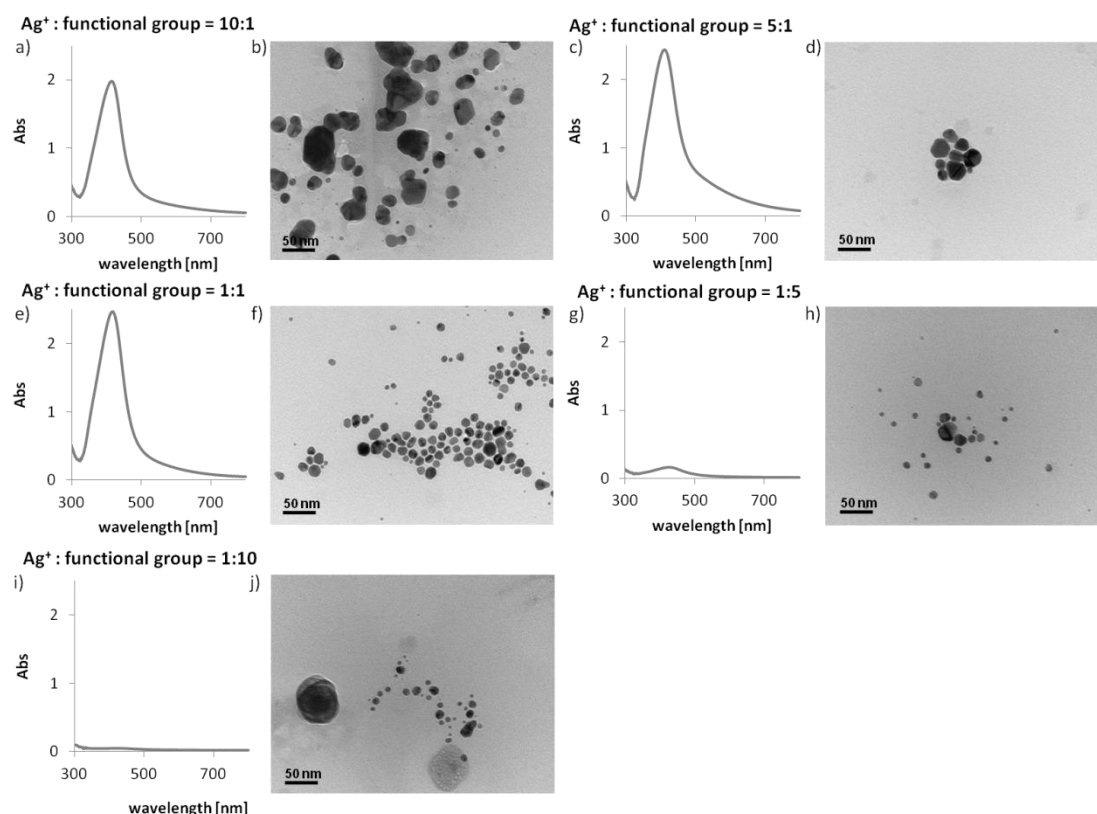 Ag⁺ : functional group = 10:1
a)
2
1
0
Abs
300 500 700
wavelength [nm]
b)
50 nm
Ag⁺ : functional group = 5:1
c)
2
1
0
Abs
300 500 700
wavelength [nm]
d)
50 nm
Ag⁺ : functional group = 1:1
e)
2
1
0
Abs
300 500 700
wavelength [nm]
f)
50 nm
Ag⁺ : functional group = 1:5
g)
2
1
0
Abs
300 500 700
wavelength [nm]
h)
50 nm
Ag⁺ : functional group = 1:10
i)
2
1
0
Abs
300 500 700
wavelength [nm]
j)
50 nm